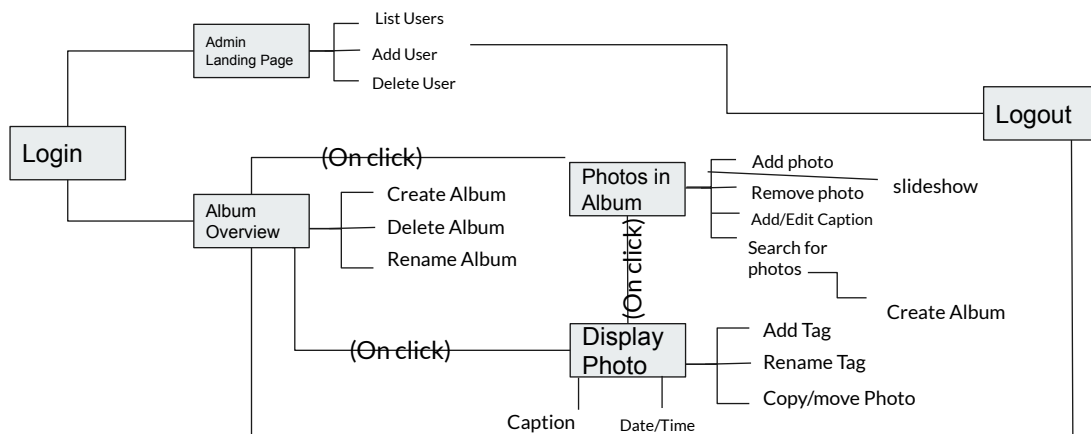 List Users
Admin
Landing Page
Add User
Delete User
Logout
Login
(On click)
Add photo
Photos in
Album
slideshow
Remove photo
Create Album
Album
Overview
Add/Edit Caption
Delete Album
Search for
photos
Rename Album
(On click)
Create Album
Display
Photo
Add Tag
(On click)
Rename Tag
Copy/move Photo
Caption
Date/Time